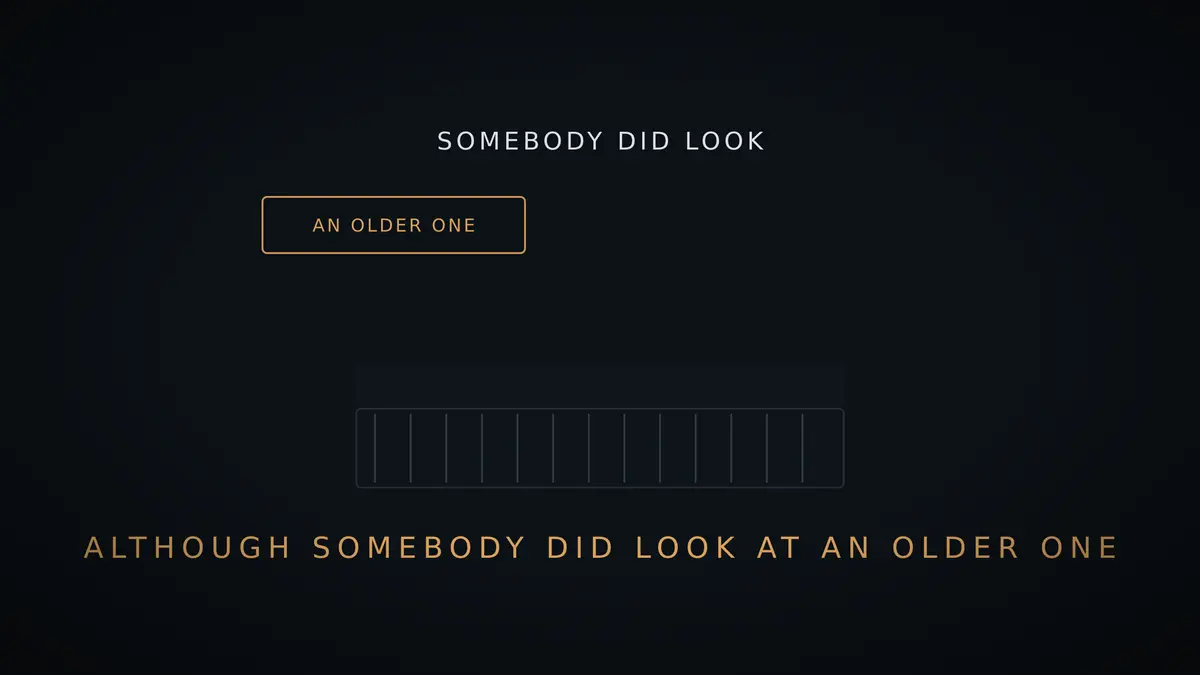 SOMEBODY DID LOOK
AN OLDER ONE
ALTHOUGH SOMEBODY DID LOOK AT AN OLDER ONE